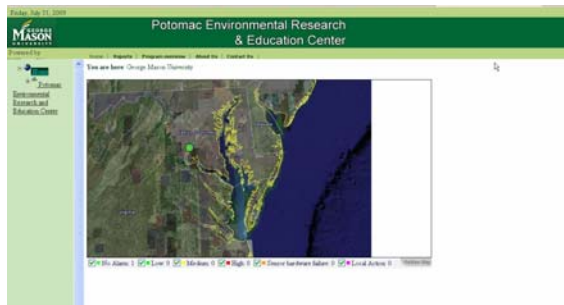 Friday, July 31, 2009
GEORGE
MASON
UNIVERSITY
Potomac Environmental Research
& Education Center
Powered by
Home | Reports | Program overview | About Us | Contact Us |
You are here: George Mason University
Potomac
Environmental
Research and
Education Center
No Alarm: 1 Low: 0 Medium: 0 High: 0 Sensor hardware failure: 0 Local Action: 0